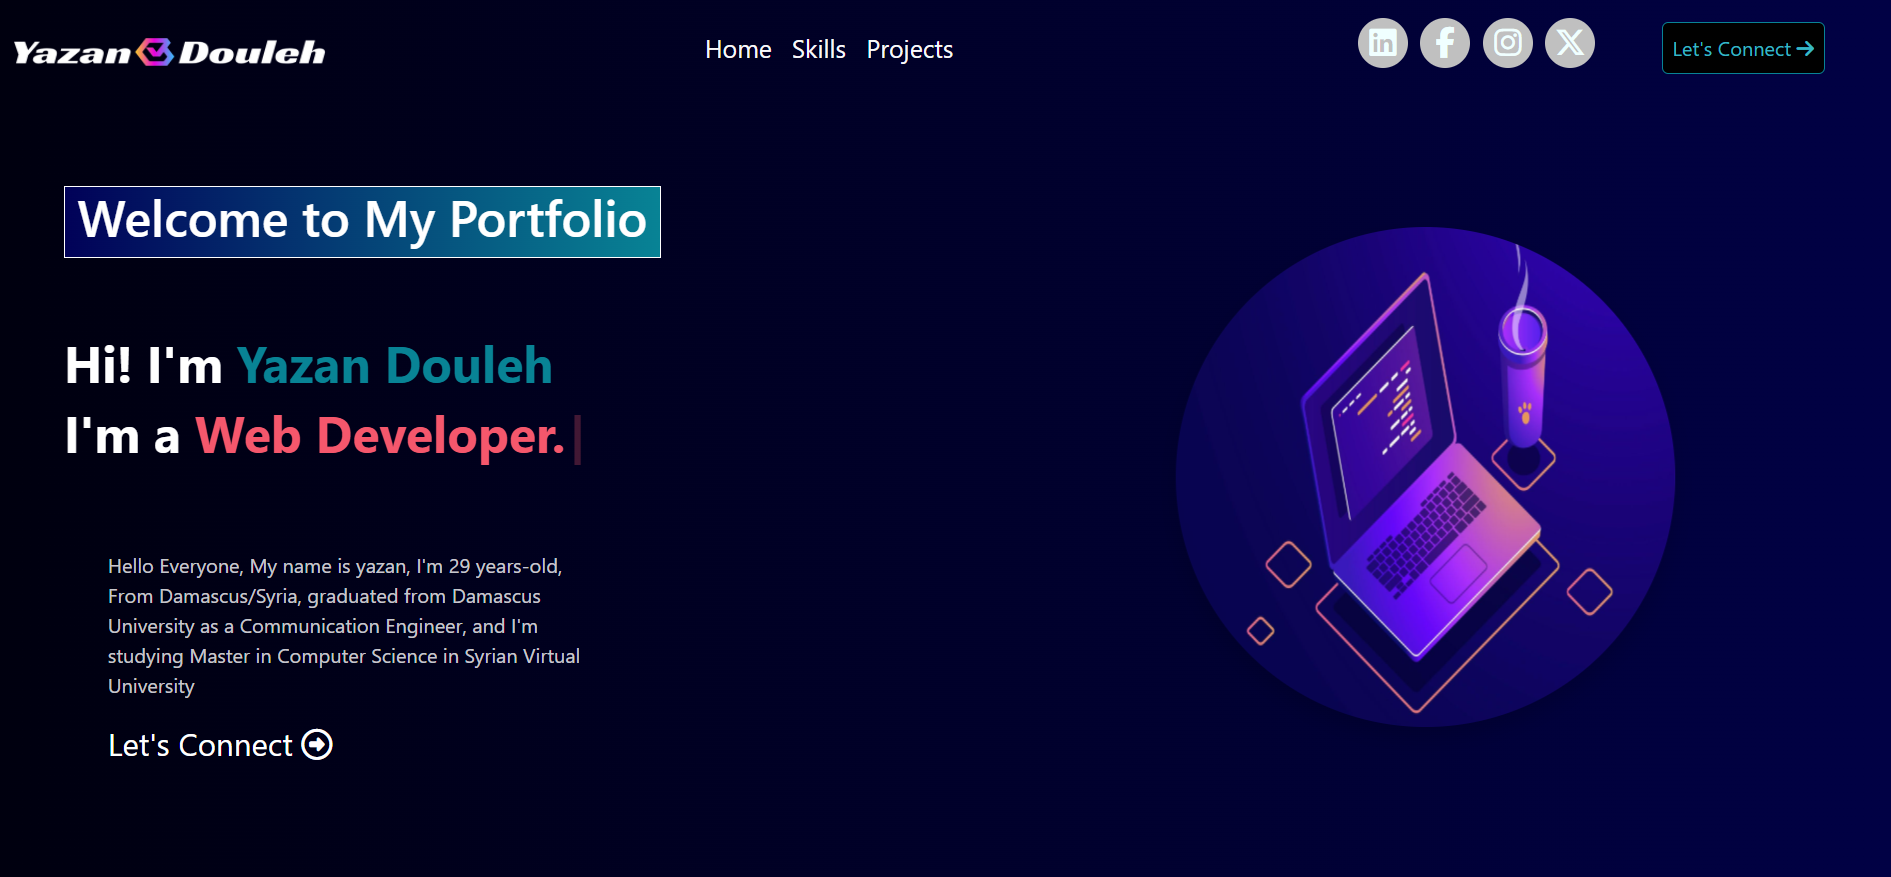 Yazan Douleh
Home Skills Projects
Let's Connect
Welcome to My Portfolio
Hi! I'm Yazan Douleh
I'm a Web Developer.
Hello Everyone, My name is yazan, I'm 29 years-old,
From Damascus/Syria, graduated from Damascus
University as a Communication Engineer, and I'm
studying Master in Computer Science in Syrian Virtual
University
Let's Connect